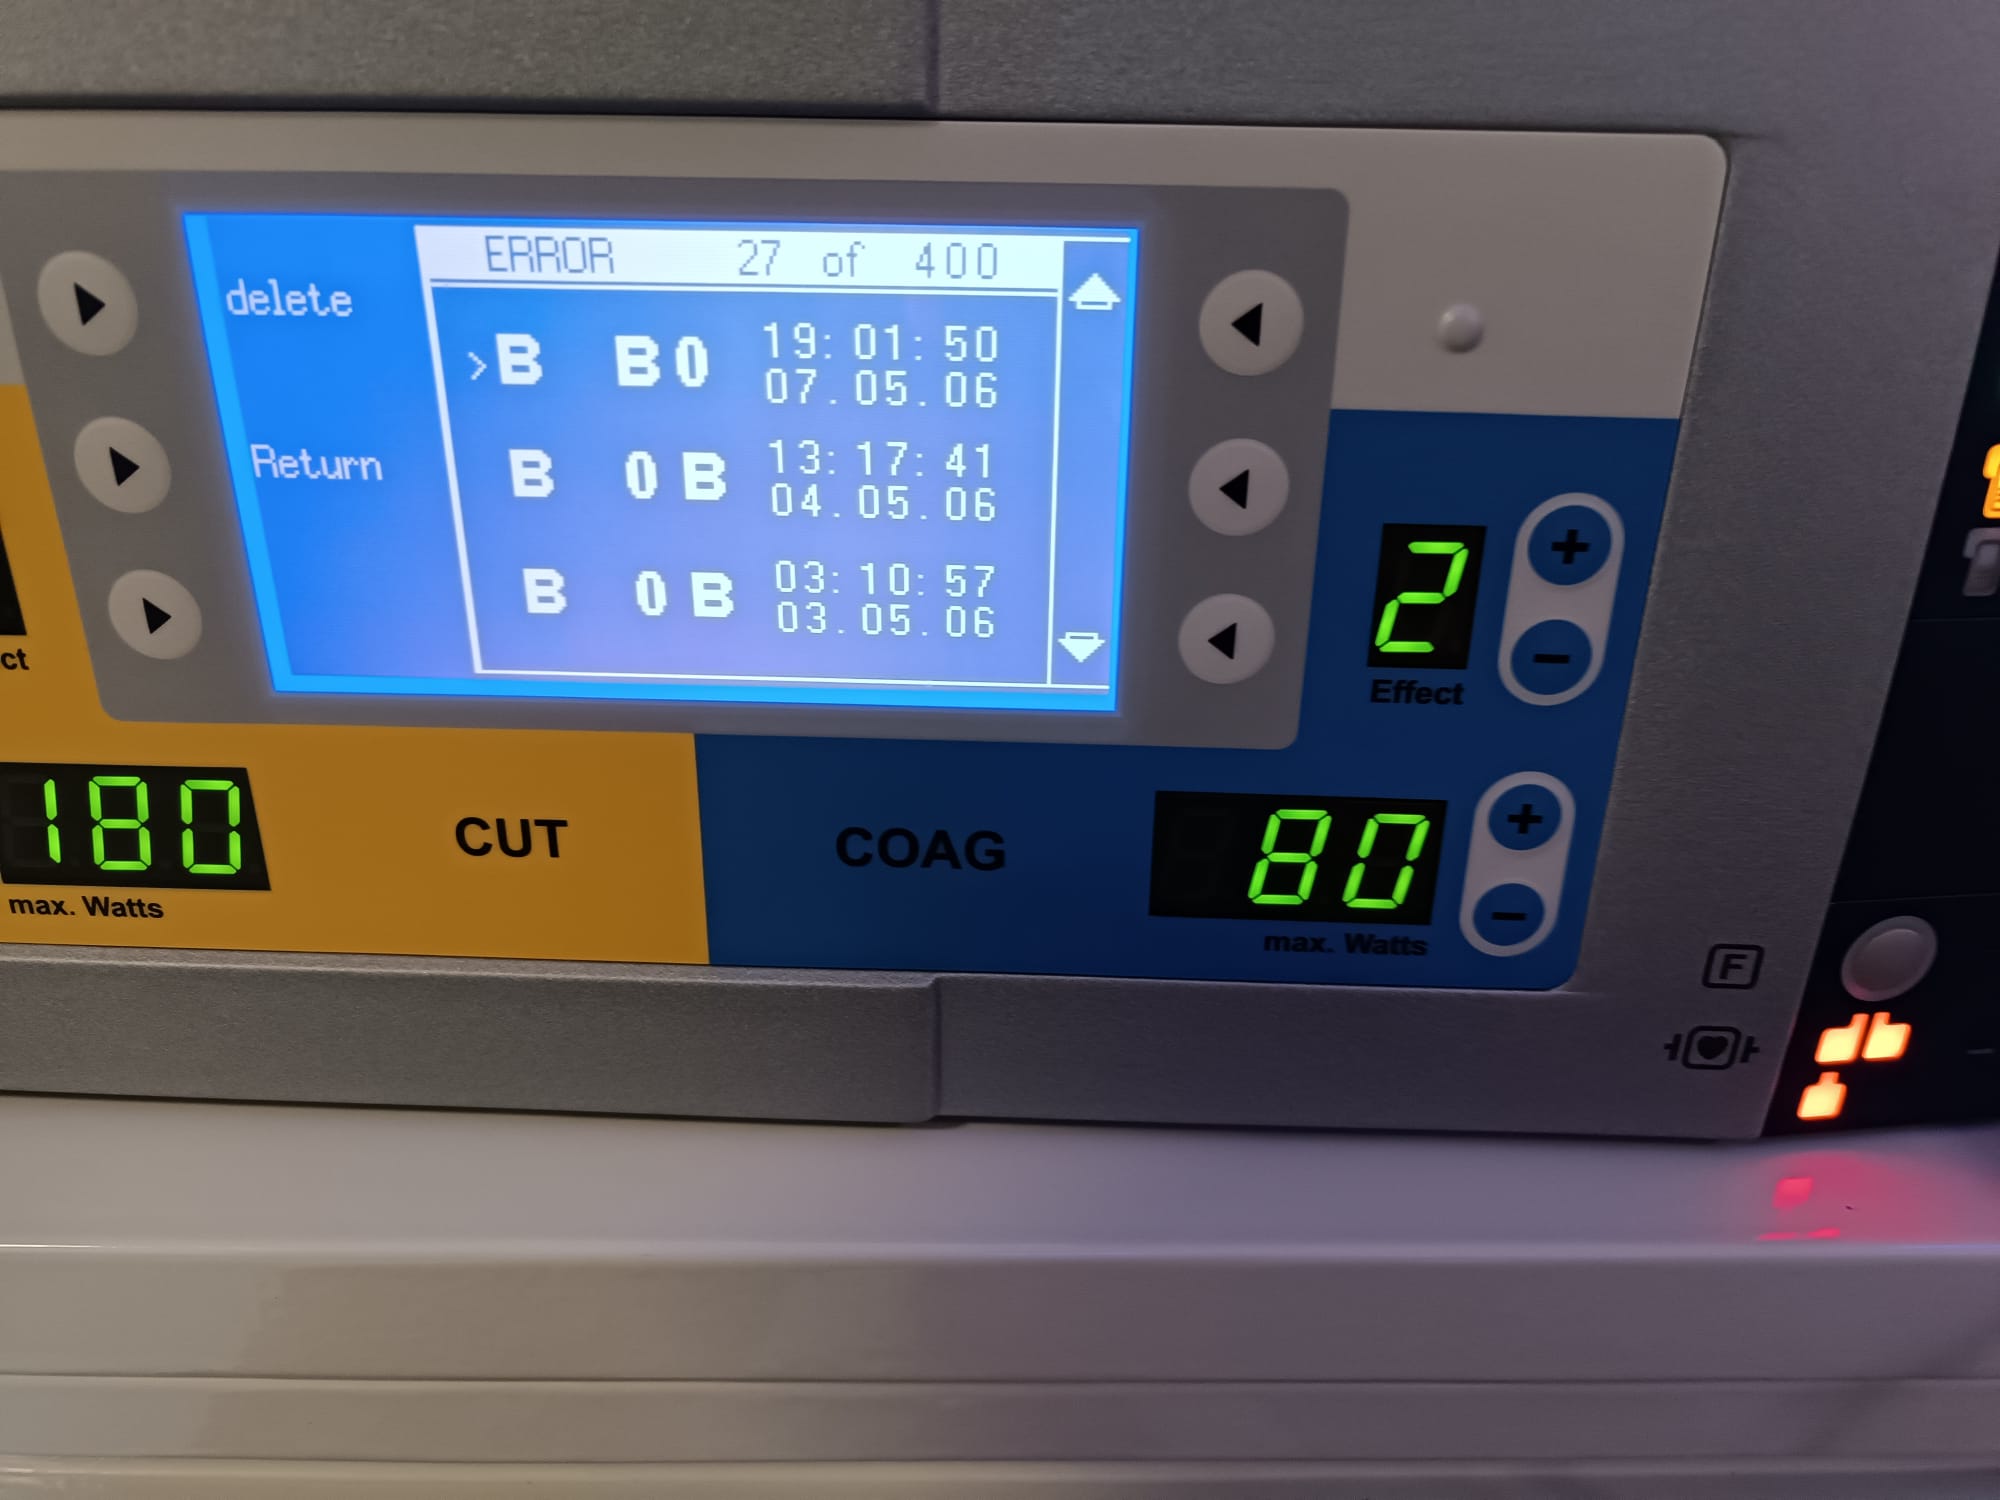 ERROR 27 of 400
delete
>B B0 19:01:50
07.05.06
B 0B 13:17:41
04.05.06
Return
B 0B 03:10:57
03.05.06
2
Effect
ct
180
max. Watts
CUT
COAG
80
max. Watts
+
−
+
−
F